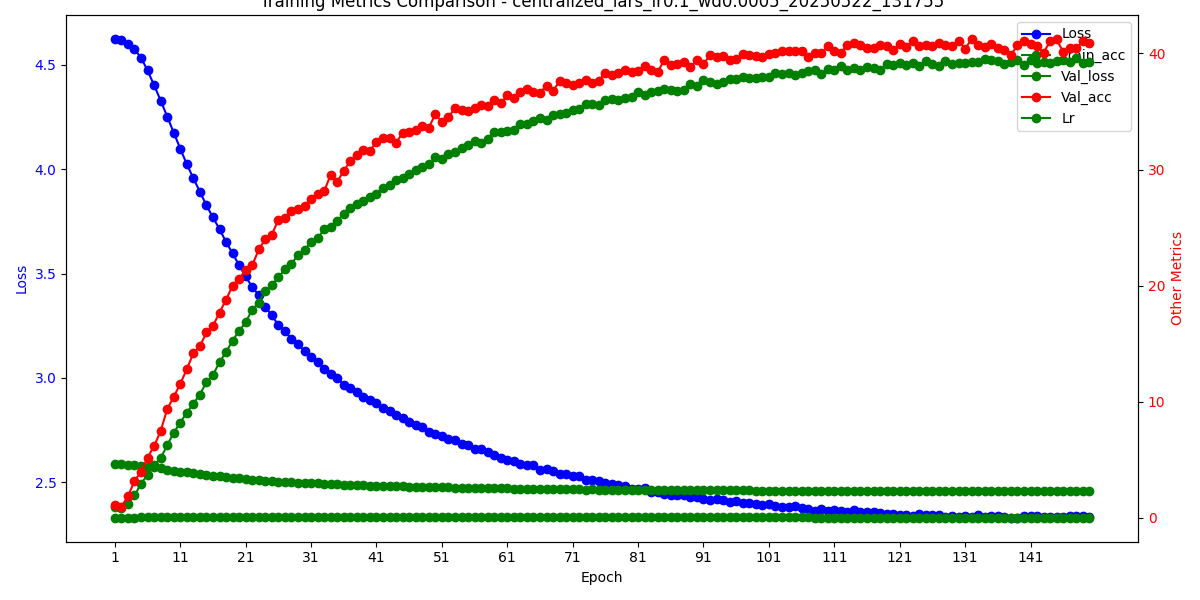 Training Metrics Comparison - centralized_lars_lr0.1_wd0.0005_20250522_131755
Loss
Val_loss
Val_acc
Lr
4.5
4.0
3.5
3.0
2.5
Loss
40
30
20
10
0
Other Metrics
1 11 21 31 41 51 61 71 81 91 101 111 121 131 141
Epoch